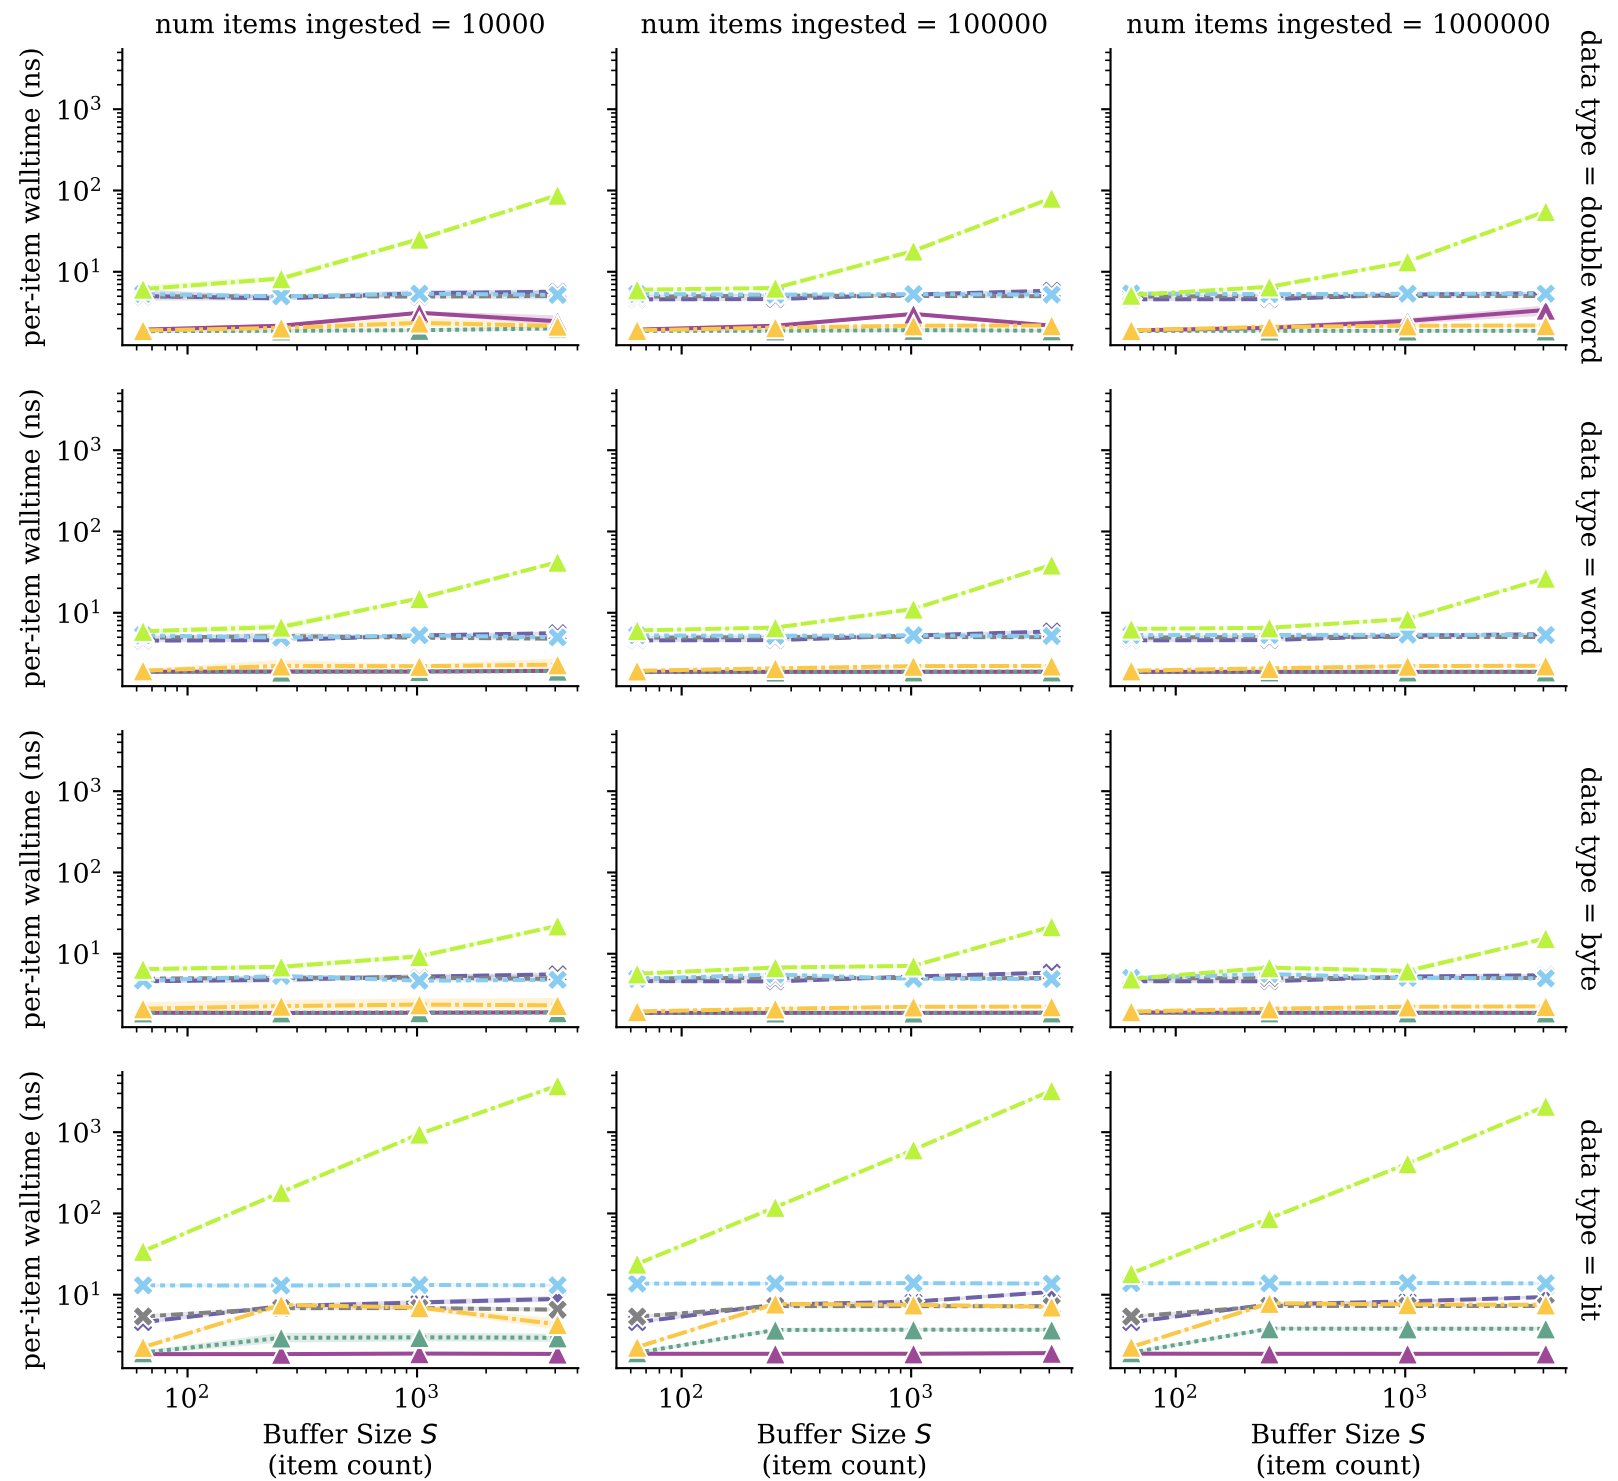 num items ingested = 10000
num items ingested = 100000
num items ingested = 1000000
per-item walltime (ns)
10³
10²
10¹
data type = double word
per-item walltime (ns)
10³
10²
10¹
data type = word
per-item walltime (ns)
10³
10²
10¹
data type = byte
per-item walltime (ns)
10³
10²
10¹
data type = bit
10² 10³
10² 10³
10² 10³
Buffer Size S
(item count)
Buffer Size S
(item count)
Buffer Size S
(item count)